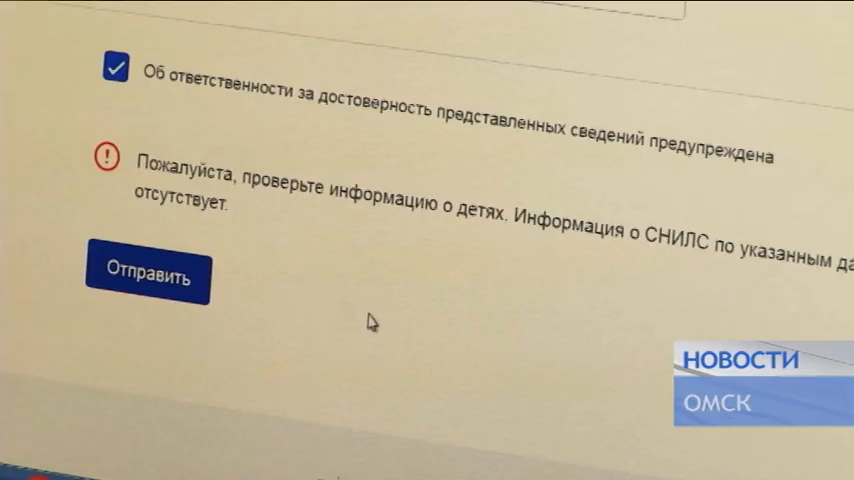 Об ответственности за достоверность представленных сведений предупреждена
Пожалуйста, проверьте информацию о детях. Информация о СНИЛС по указанным
отсутствует.
Отправить
НОВОСТИ
ОМСК